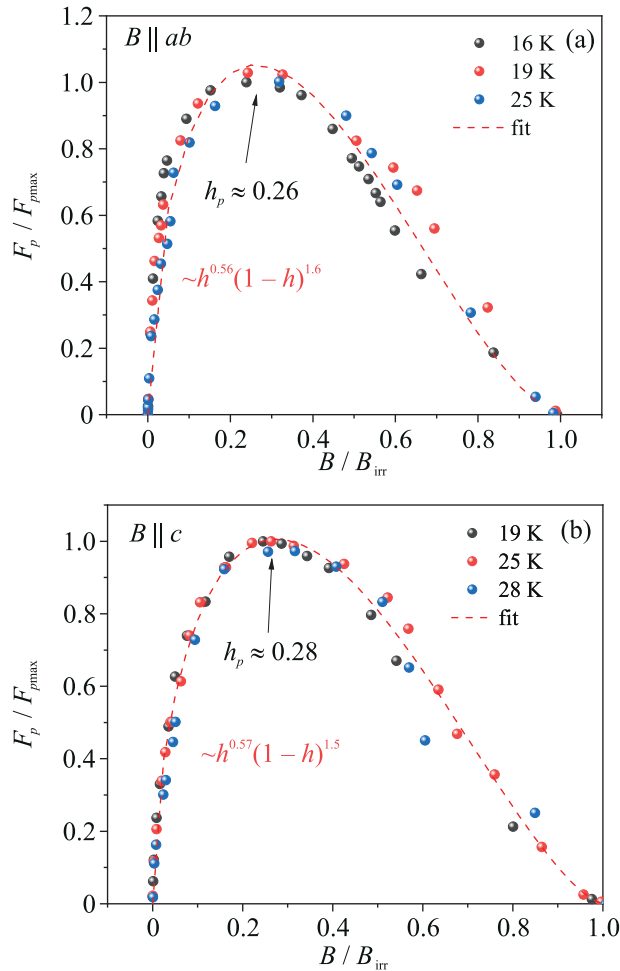 B || ab
(a)
16 K
19 K
25 K
fit
h_p ≈ 0.26
~h^0.56(1 – h)^1.6
F_p / F_pmax
1.2
1.0
0.8
0.6
0.4
0.2
0
0
0.2
0.4
0.6
0.8
1.0
B / B_irr
B || c
(b)
19 K
25 K
28 K
fit
h_p ≈ 0.28
~h^0.57(1 – h)^1.5
F_p / F_pmax
1.0
0.8
0.6
0.4
0.2
0
0
0.2
0.4
0.6
0.8
1.0
B / B_irr